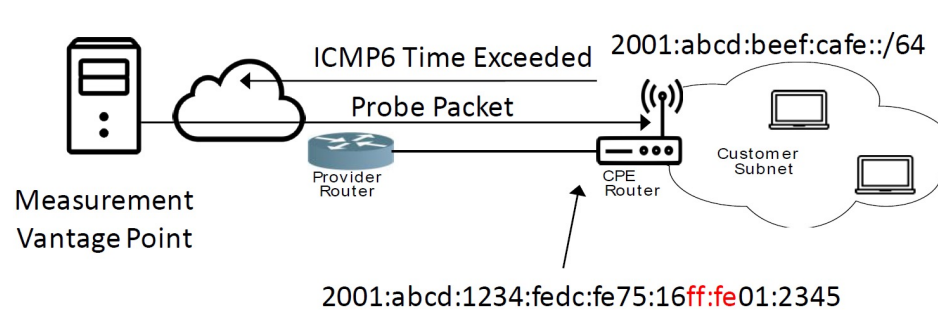 2001:abcd:beef:cafe::/64
ICMP6 Time Exceeded
Probe Packet
Provider
Router
CPE
Router
Customer
Subnet
Measurement
Vantage Point
2001:abcd:1234:fedc:fe75:16ff:fe01:2345